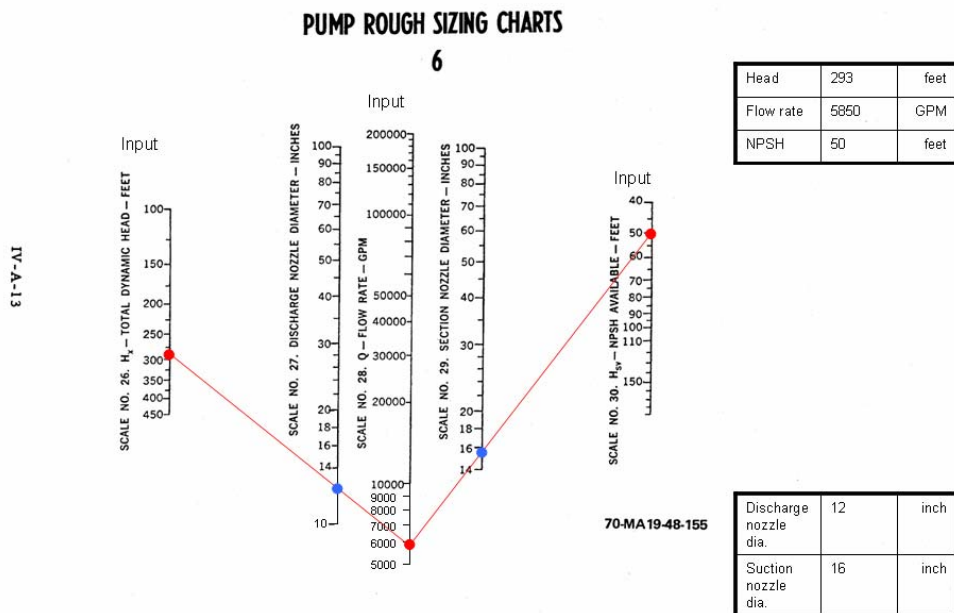 PUMP ROUGH SIZING CHARTS
6
IV-A-13
Input
SCALE NO. 26. Hx – TOTAL DYNAMIC HEAD – FEET
100
150
200
250
300
350
400
450
SCALE NO. 27. DISCHARGE NOZZLE DIAMETER – INCHES
100
90
80
70
60
50
40
30
20
18
16
14
10
Input
SCALE NO. 28. Q – FLOW RATE – GPM
200000
150000
100000
50000
30000
20000
10000
9000
8000
7000
6000
5000
SCALE NO. 29. SECTION NOZZLE DIAMETER – INCHES
100
90
80
70
60
50
40
30
20
18
16
14
Input
SCALE NO. 30. Hsv – NPSH AVAILABLE – FEET
40
50
60
70
80
90
100
110
150
70-MA19-48-155
Head 293 feet
Flow rate 5850 GPM
NPSH 50 feet
Discharge 12 inch
nozzle
dia.
Suction 16 inch
nozzle
dia.